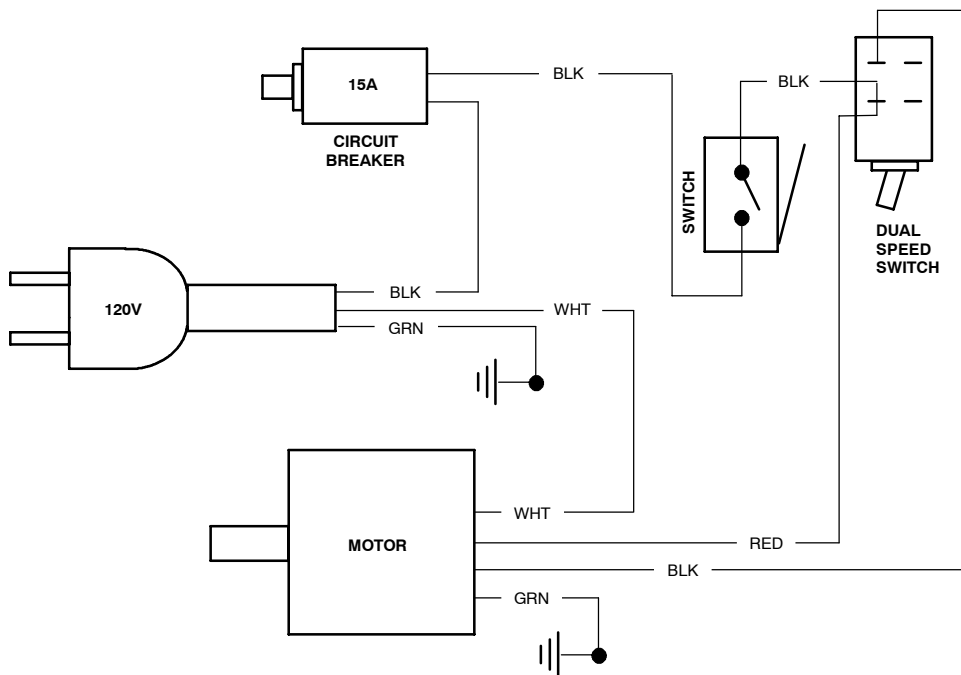 15A
BLK
BLK
CIRCUIT
BREAKER
SWITCH
DUAL
SPEED
SWITCH
120V
BLK
WHT
GRN
WHT
MOTOR
RED
BLK
GRN